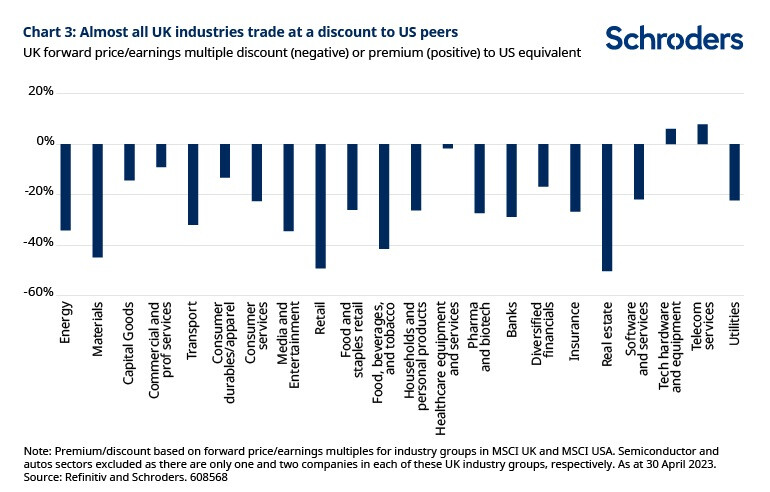 Chart 3: Almost all UK industries trade at a discount to US peers
Schroders
UK forward price/earnings multiple discount (negative) or premium (positive) to US equivalent
20%
0%
-20%
-40%
-60%
Energy
Materials
Capital Goods
Commercial and
prof services
Transport
Consumer
durables/apparel
Consumer
services
Media and
Entertainment
Retail
Food and
staples retail
Food, beverages,
and tobacco
Households and
personal products
Healthcare equipment
and services
Pharma
and biotech
Banks
Diversified
financials
Insurance
Real estate
Software
and services
Tech hardware
and equipment
Telecom
services
Utilities
Note: Premium/discount based on forward price/earnings multiples for industry groups in MSCI UK and MSCI USA. Semiconductor and
autos sectors excluded as there are only one and two companies in each of these UK industry groups, respectively. As at 30 April 2023.
Source: Refinitiv and Schroders. 608568